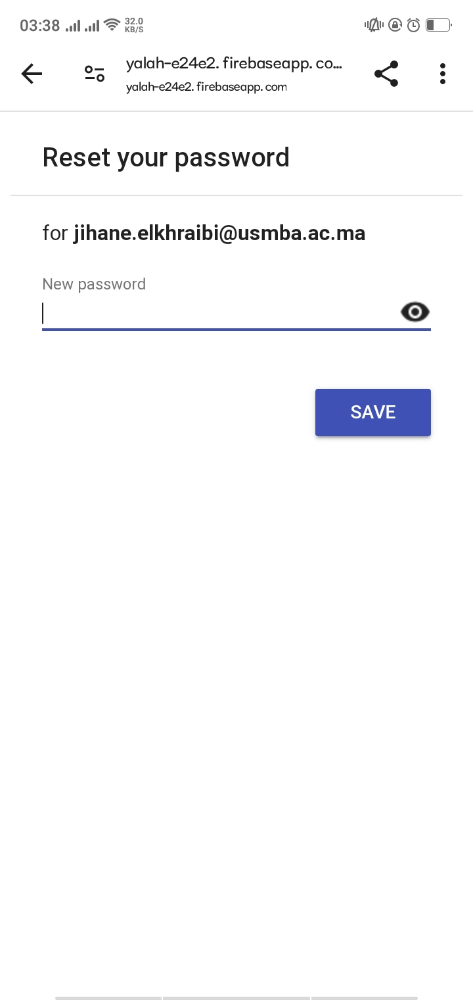 03:38 32.0 KB/S
yalah-e24e2.firebaseapp.co...
yalah-e24e2.firebaseapp.com
Reset your password
for jihane.elkhraibi@usmba.ac.ma
New password
SAVE